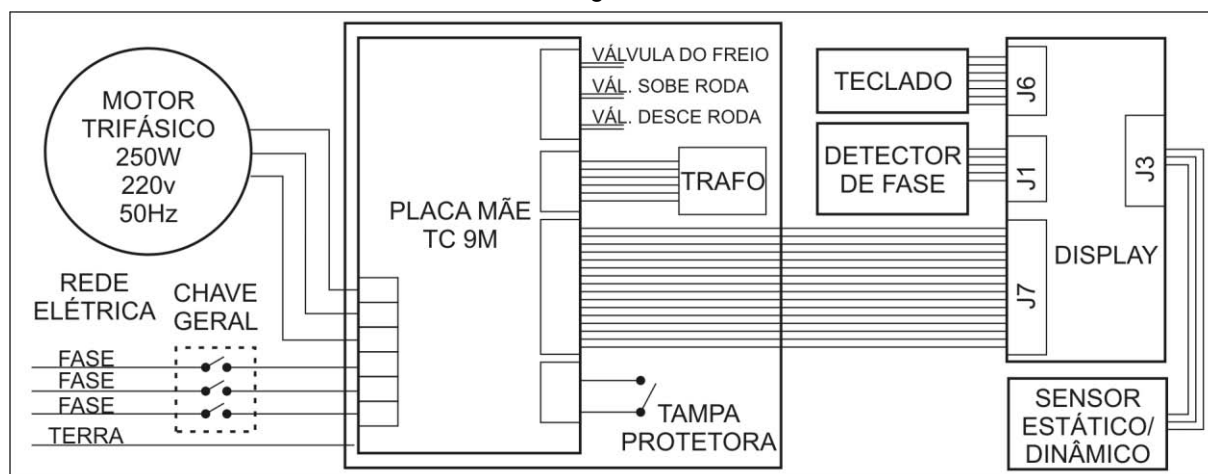 MOTOR
TRIFÁSICO
250W
220v
50Hz
REDE
ELÉTRICA
CHAVE
GERAL
FASE
FASE
FASE
TERRA
PLACA MÃE
TC 9M
VÁLVULA DO FREIO
VÁL. SOBE RODA
VÁL. DESCE RODA
TRAFO
TAMPA
PROTETORA
TECLADO
DETECTOR
DE FASE
J6
J1
J7
J3
DISPLAY
SENSOR
ESTÁTICO/
DINÂMICO